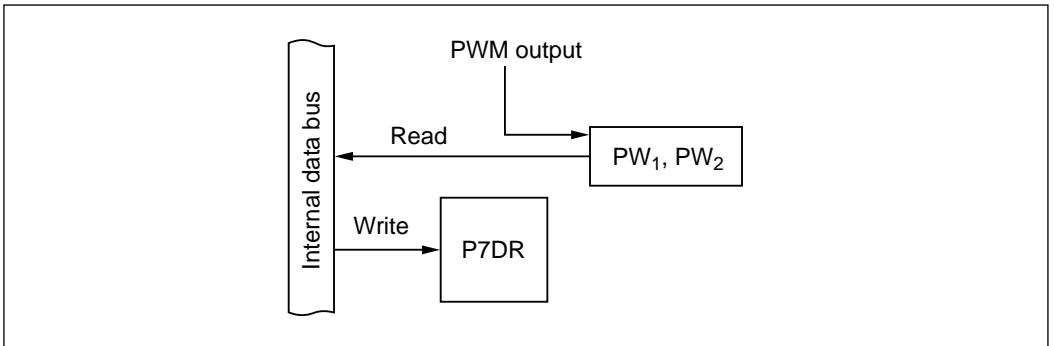 PWM output
Internal data bus
Read
PW₁, PW₂
Write
P7DR